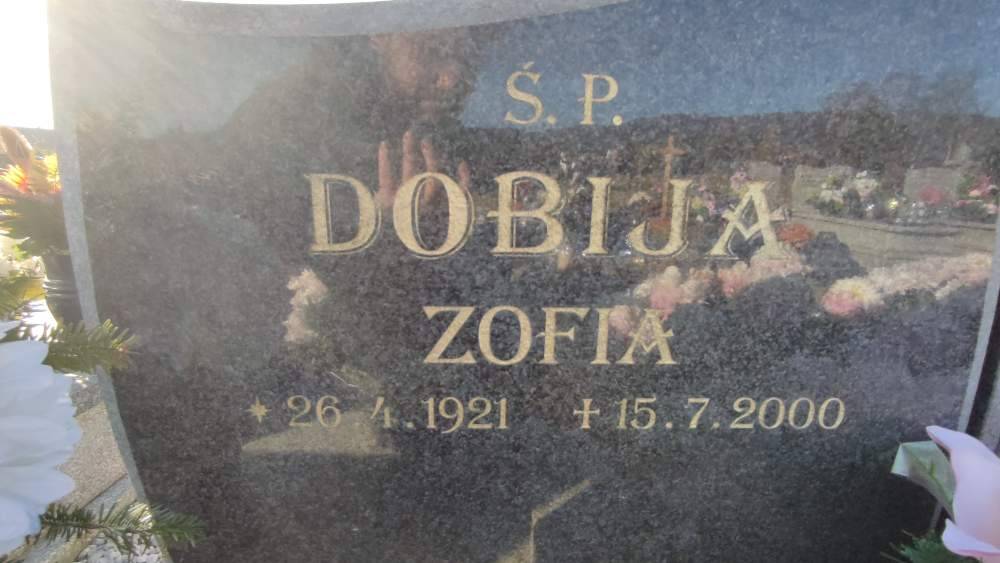 Ś. P.
DOBIJA
ZOFIA
* 26.4.1921 ✝ 15.7.2000